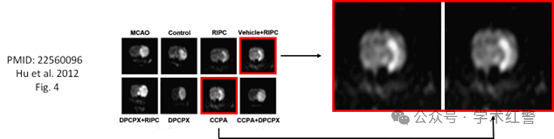 PMID: 22560096
Hu et al. 2012
Fig. 4
MCAO Control RIPC Vehicle+RIPC
DPCPX+RIPC DPCPX CCPA CCPA+DPCPX
公众号・学术红警